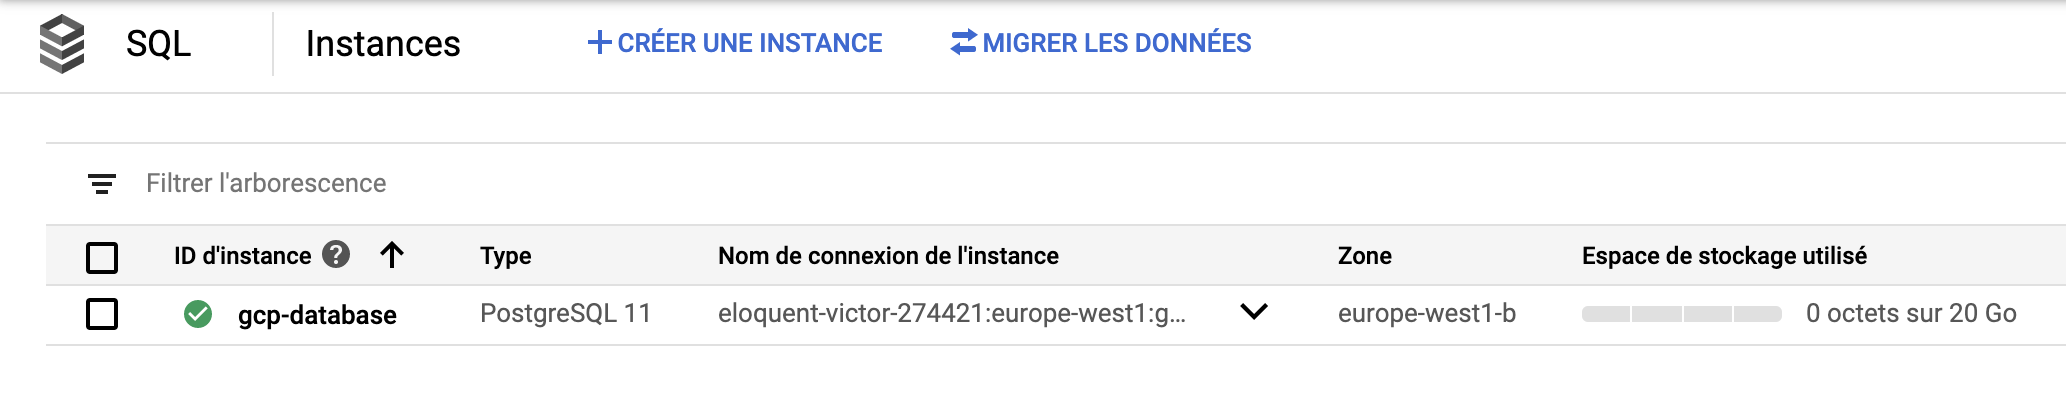 SQL Instances CRÉER UNE INSTANCE MIGRER LES DONNÉES
Filtrer l'arborescence
ID d'instance ? Type Nom de connexion de l'instance Zone Espace de stockage utilisé
gcp-database PostgreSQL 11 eloquent-victor-274421:europe-west1:g... europe-west1-b 0 octets sur 20 Go